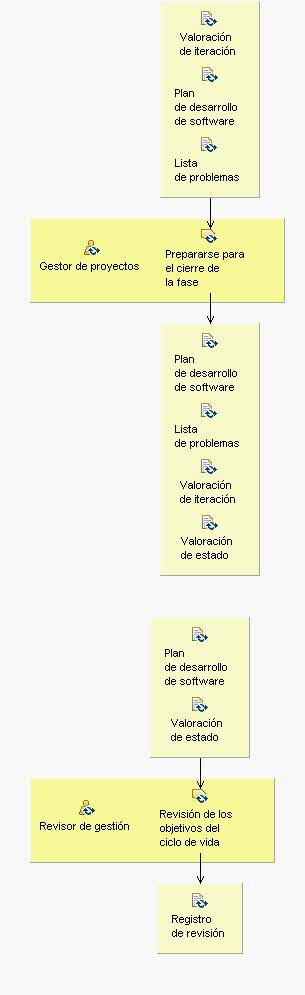 Valoración
de iteración
Plan
de desarrollo
de software
Lista
de problemas
Gestor de proyectos
Prepararse para
el cierre de
la fase
Plan
de desarrollo
de software
Lista
de problemas
Valoración
de iteración
Valoración
de estado
Plan
de desarrollo
de software
Valoración
de estado
Revisor de gestión
Revisión de los
objetivos del
ciclo de vida
Registro
de revisión